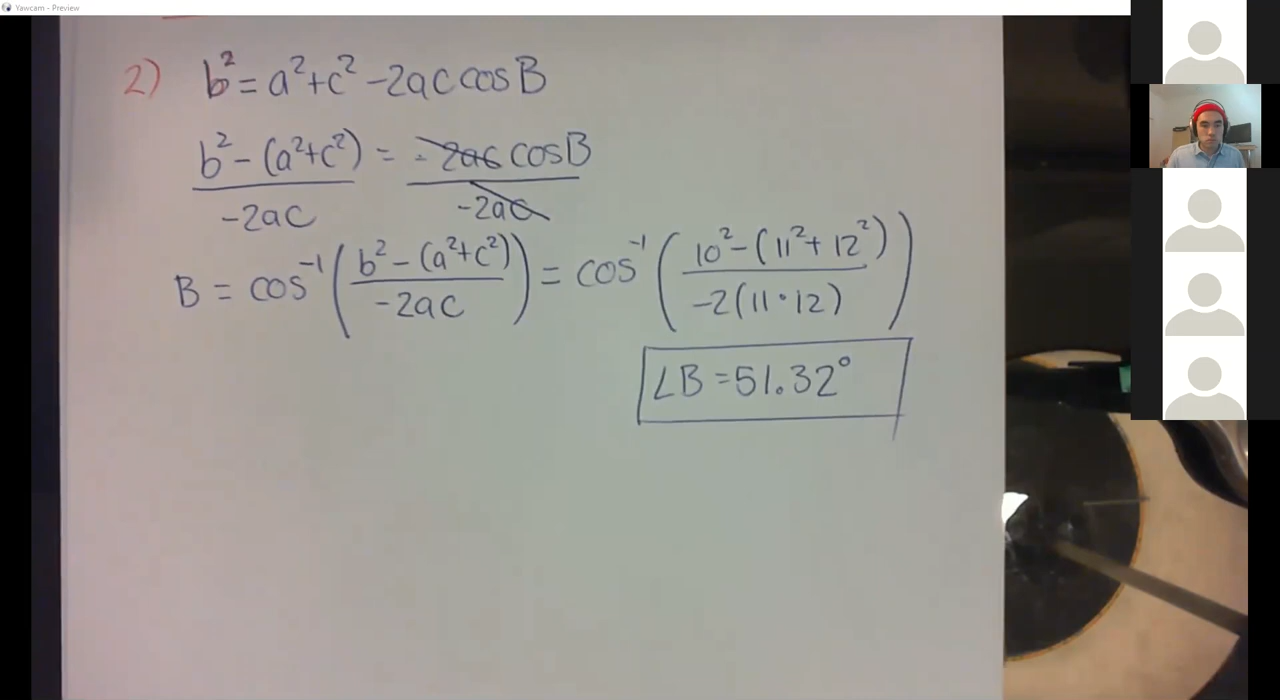 Yawcam - Preview
2) b² = a² + c² - 2ac cos B
b² - (a² + c²) / -2ac = -2ac cos B / -2ac
B = cos⁻¹ ( b² - (a² + c²) / -2ac ) = cos⁻¹ ( 10² - (11² + 12²) / -2(11 · 12) )
∠B = 51.32°